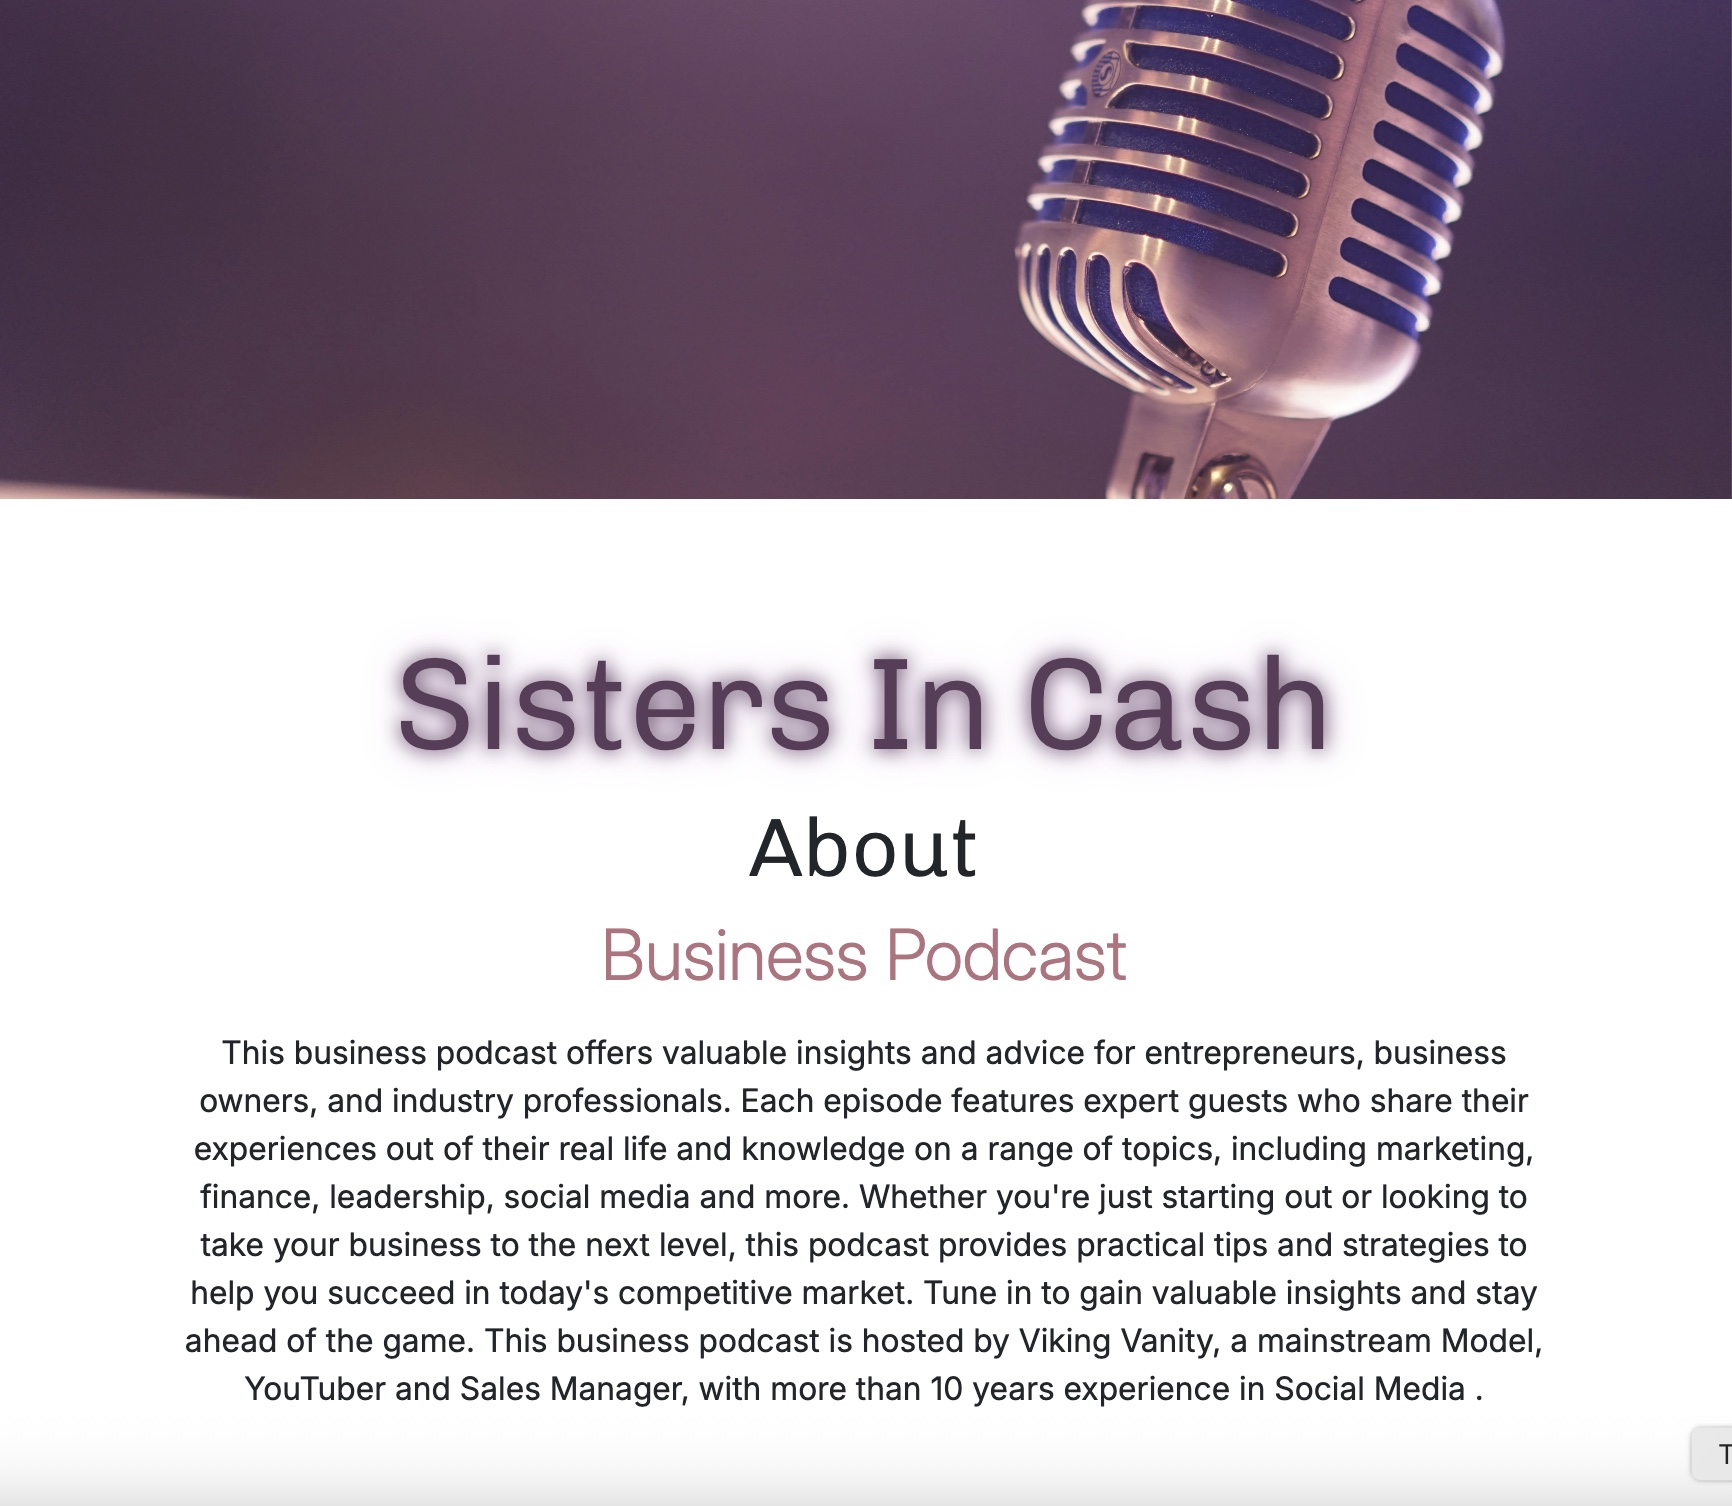 Sisters In Cash
About
Business Podcast
This business podcast offers valuable insights and advice for entrepreneurs, business
owners, and industry professionals. Each episode features expert guests who share their
experiences out of their real life and knowledge on a range of topics, including marketing,
finance, leadership, social media and more. Whether you're just starting out or looking to
take your business to the next level, this podcast provides practical tips and strategies to
help you succeed in today's competitive market. Tune in to gain valuable insights and stay
ahead of the game. This business podcast is hosted by Viking Vanity, a mainstream Model,
YouTuber and Sales Manager, with more than 10 years experience in Social Media .